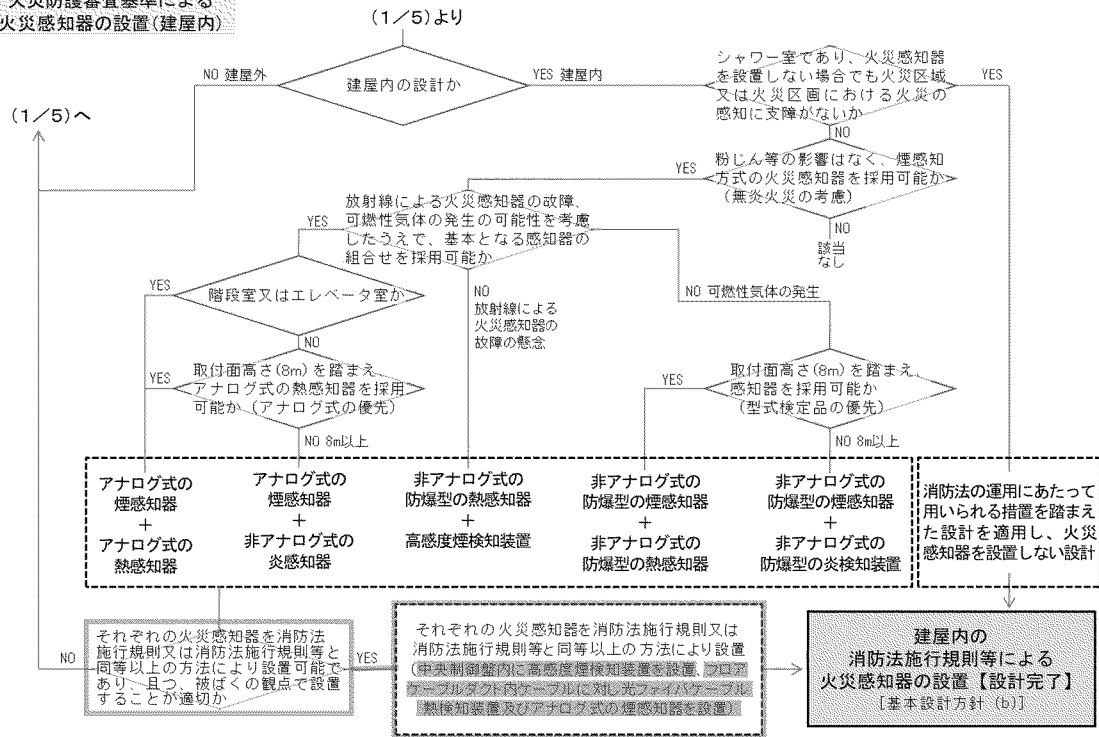 火災防護審査基準による
火災感知器の設置(建屋内)
(1/5)より
建屋内の設計か
NO 建屋外
YES 建屋内
シャワー室であり、火災感知器
を設置しない場合でも火災区域
又は火災区画における火災の
感知に支障がないか
YES
NO
(1/5)へ
粉じん等の影響はなく、煙感知
方式の火災感知器を採用可能か
(無炎火災の考慮)
YES
NO
該当
なし
放射線による火災感知器の故障、
可燃性気体の発生の可能性を考慮
したうえで、基本となる感知器の
組合せを採用可能か
YES
NO
放射線による
火災感知器の
故障の懸念
NO 可燃性気体の発生
階段室又はエレベータ室か
YES
NO
取付面高さ(8m)を踏まえ
アナログ式の熱感知器を採用
可能か(アナログ式の優先)
YES
NO 8m以上
取付面高さ(8m)を踏まえ、
感知器を採用可能か
(型式検定品の優先)
YES
NO 8m以上
アナログ式の
煙感知器
+
アナログ式の
熱感知器
アナログ式の
煙感知器
+
非アナログ式の
炎感知器
非アナログ式の
防爆型の熱感知器
+
高感度煙検知装置
非アナログ式の
防爆型の煙感知器
+
非アナログ式の
防爆型の熱感知器
非アナログ式の
防爆型の煙感知器
+
非アナログ式の
防爆型の炎検知装置
消防法の運用にあたって
用いられる措置を踏まえ
た設計を適用し、火災
感知器を設置しない設計
それぞれの火災感知器を消防法
施行規則又は消防法施行規則等と
同等以上の方法により設置可能で
あり、且つ、被ばくの観点で設置
することが適切か
NO
YES
それぞれの火災感知器を消防法施行規則又は
消防法施行規則等と同等以上の方法により設置
(中央制御盤内に高感度煙検知装置を設置、フロア
ケーブルダクト内ケーブルに対し光ファイバケーブル
熱検知装置及びアナログ式の煙感知器を設置)
建屋内の
消防法施行規則等による
火災感知器の設置【設計完了】
[基本設計方針 (b)]